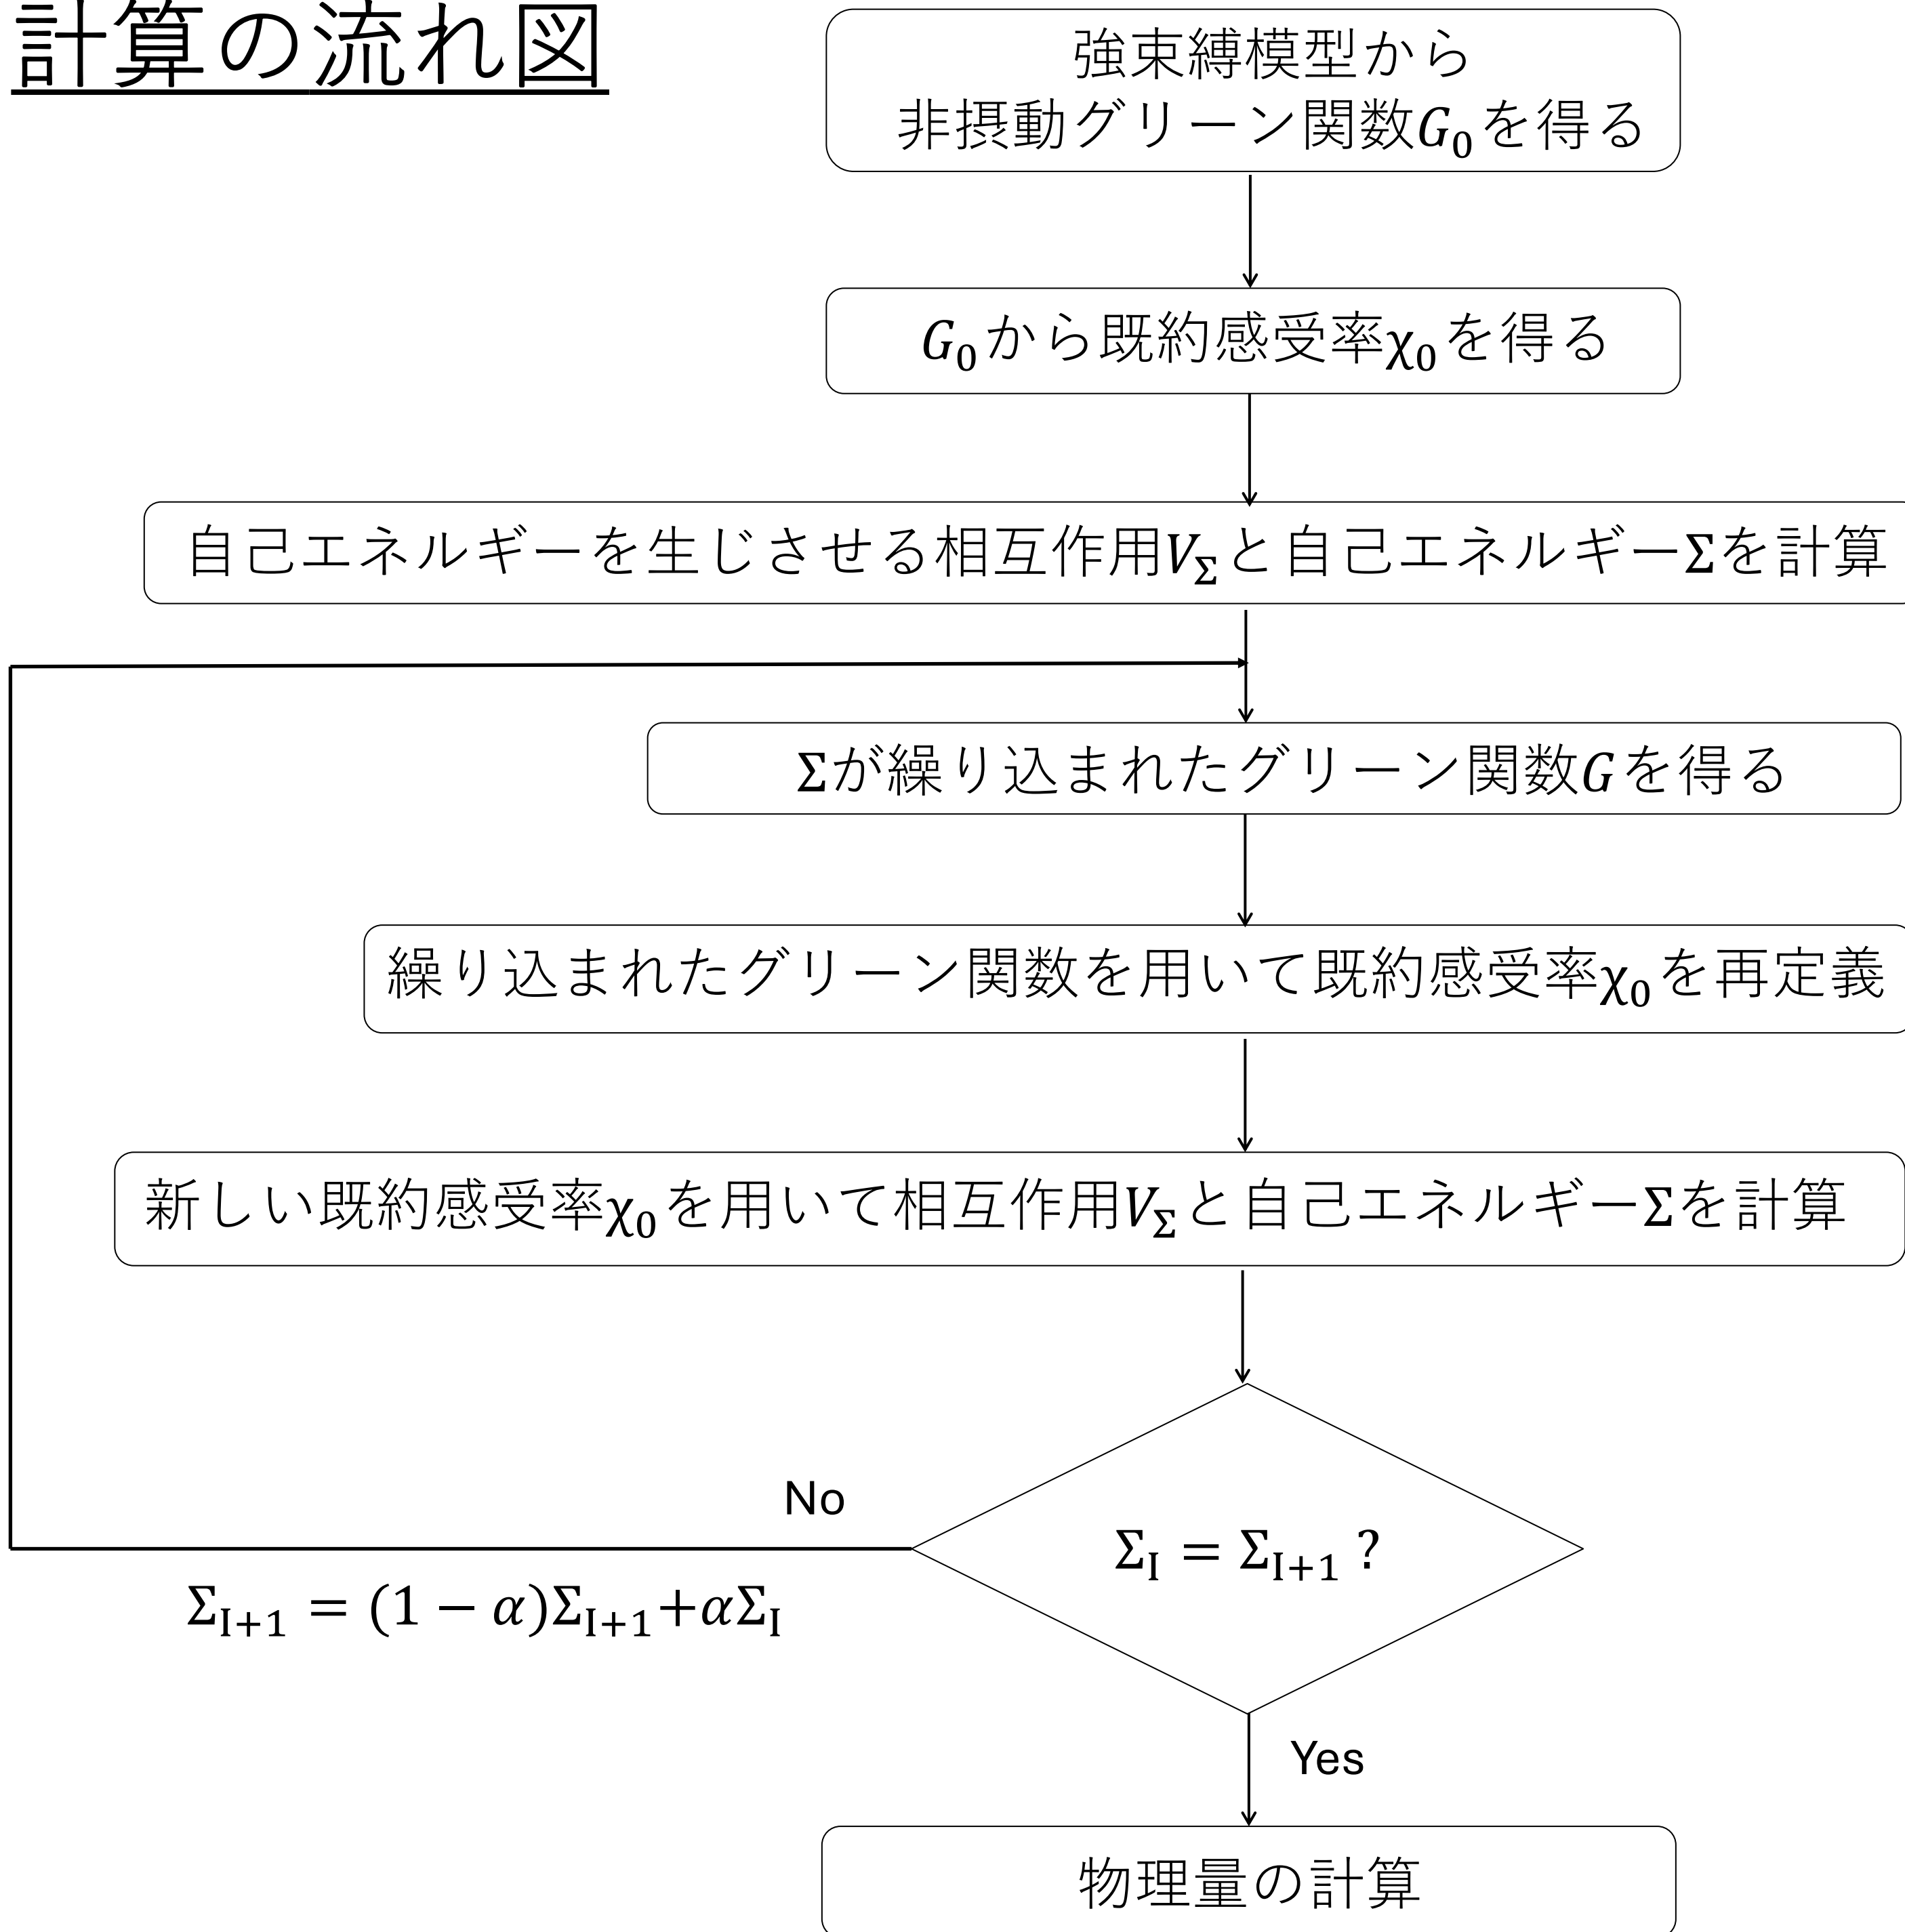 計算の流れ図
強束縛模型から
非摂動グリーン関数G₀を得る
G₀から既約感受率χ₀を得る
自己エネルギーを生じさせる相互作用V_Σと自己エネルギーΣを計算
Σが繰り込まれたグリーン関数Gを得る
繰り込まれたグリーン関数を用いて既約感受率χ₀を再定義
新しい既約感受率χ₀を用いて相互作用V_Σと自己エネルギーΣを計算
No
Σ_I = Σ_{I+1} ?
Σ_{I+1} = (1 − α)Σ_{I+1}+αΣ_I
Yes
物理量の計算